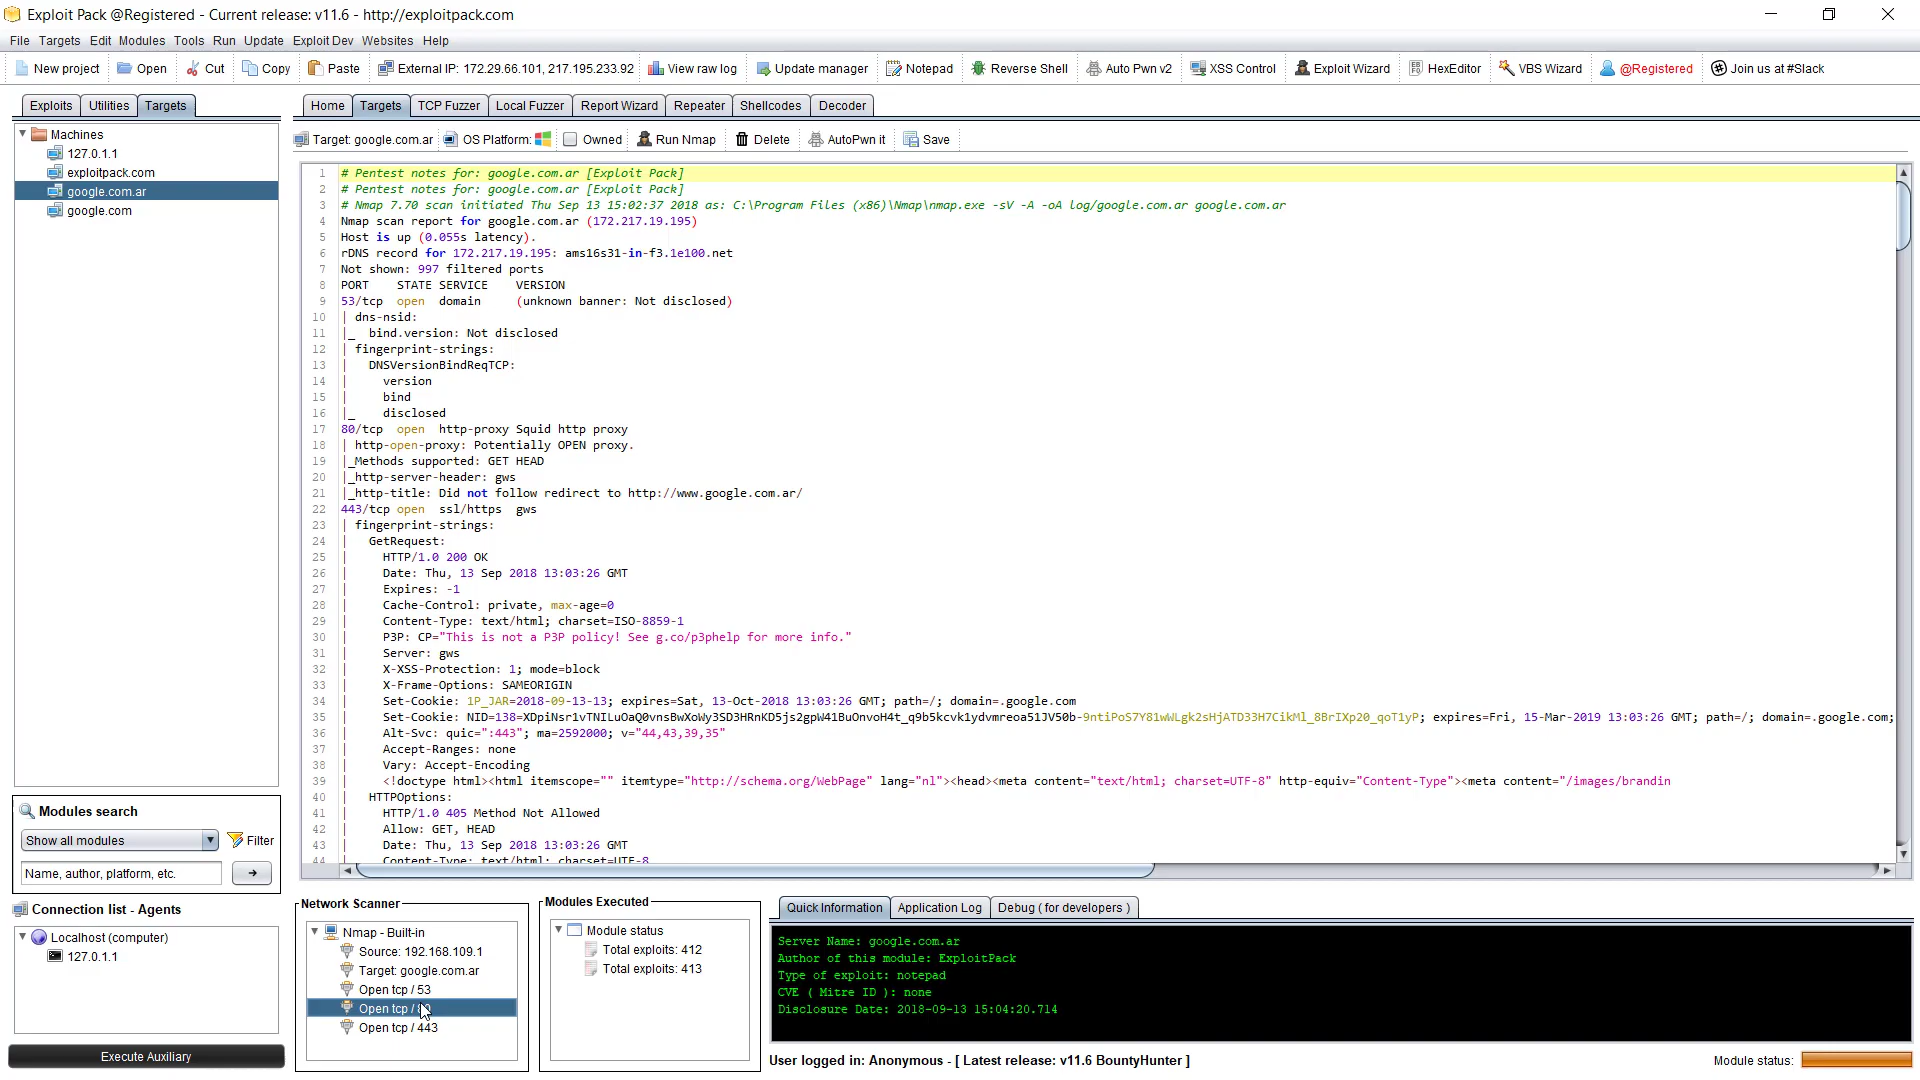 Exploit Pack @Registered - Current release: v11.6 - http://exploitpack.com
File Targets Edit Modules Tools Run Update Exploit Dev Websites Help
New project Open Cut Copy Paste External IP: 172.29.66.101, 217.195.233.92 View raw log Update manager Notepad Reverse Shell Auto Pwn v2 XSS Control Exploit Wizard HexEditor VBS Wizard @Registered Join us at #Slack
Exploits Utilities Targets
Machines
127.0.1.1
exploitpack.com
google.com.ar
google.com
Home Targets TCP Fuzzer Local Fuzzer Report Wizard Repeater Shellcodes Decoder
Target: google.com.ar OS Platform: Owned Run Nmap Delete AutoPwn it Save
1 # Pentest notes for: google.com.ar [Exploit Pack]
2 # Pentest notes for: google.com.ar [Exploit Pack]
3 # Nmap 7.70 scan initiated Thu Sep 13 15:02:37 2018 as: C:\Program Files (x86)\Nmap\nmap.exe -sV -A -oA log/google.com.ar google.com.ar
4 Nmap scan report for google.com.ar (172.217.19.195)
5 Host is up (0.055s latency).
6 rDNS record for 172.217.19.195: ams16s31-in-f3.1e100.net
7 Not shown: 997 filtered ports
8 PORT STATE SERVICE VERSION
9 53/tcp open domain (unknown banner: Not disclosed)
10 | dns-nsid:
11 |_ bind.version: Not disclosed
12 | fingerprint-strings:
13 | DNSVersionBindReqTCP:
14 | version
15 | bind
16 |_ disclosed
17 80/tcp open http-proxy Squid http proxy
18 | http-open-proxy: Potentially OPEN proxy.
19 |_Methods supported: GET HEAD
20 |_http-server-header: gws
21 |_http-title: Did not follow redirect to http://www.google.com.ar/
22 443/tcp open ssl/https gws
23 | fingerprint-strings:
24 | GetRequest:
25 | HTTP/1.0 200 OK
26 | Date: Thu, 13 Sep 2018 13:03:26 GMT
27 | Expires: -1
28 | Cache-Control: private, max-age=0
29 | Content-Type: text/html; charset=ISO-8859-1
30 | P3P: CP="This is not a P3P policy! See g.co/p3phelp for more info."
31 | Server: gws
32 | X-XSS-Protection: 1; mode=block
33 | X-Frame-Options: SAMEORIGIN
34 | Set-Cookie: 1P_JAR=2018-09-13-13; expires=Sat, 13-Oct-2018 13:03:26 GMT; path=/; domain=.google.com
35 | Set-Cookie: NID=138=XDpiNsr1vTNILuOaQ0vnsBwXoWy3SD3HRnKD5js2gpW41BuOnvoH4t_q9b5kcvk1ydvmreoa51JV50b-9ntiPoS7Y81wWLgk2sHjATD33H7CikMl_8BrIXp20_qoT1yP; expires=Fri, 15-Mar-2019 13:03:26 GMT; path=/; domain=.google.com;
36 | Alt-Svc: quic=":443"; ma=2592000; v="44,43,39,35"
37 | Accept-Ranges: none
38 | Vary: Accept-Encoding
39 | <!doctype html><html itemscope="" itemtype="http://schema.org/WebPage" lang="nl"><head><meta content="text/html; charset=UTF-8" http-equiv="Content-Type"><meta content="/images/brandin
40 | HTTPOptions:
41 | HTTP/1.0 405 Method Not Allowed
42 | Allow: GET, HEAD
43 | Date: Thu, 13 Sep 2018 13:03:26 GMT
44 | Content-Type: text/html; charset=UTF-8
Modules search
Show all modules Filter
Name, author, platform, etc.
Connection list - Agents
Localhost (computer)
127.0.1.1
Execute Auxiliary
Network Scanner
Nmap - Built-in
Source: 192.168.109.1
Target: google.com.ar
Open tcp / 53
Open tcp /
Open tcp / 443
Modules Executed
Module status
Total exploits: 412
Total exploits: 413
Quick Information Application Log Debug ( for developers )
Server Name: google.com.ar
Author of this module: ExploitPack
Type of exploit: notepad
CVE ( Mitre ID ): none
Disclosure Date: 2018-09-13 15:04:20.714
User logged in: Anonymous - [ Latest release: v11.6 BountyHunter ]
Module status: